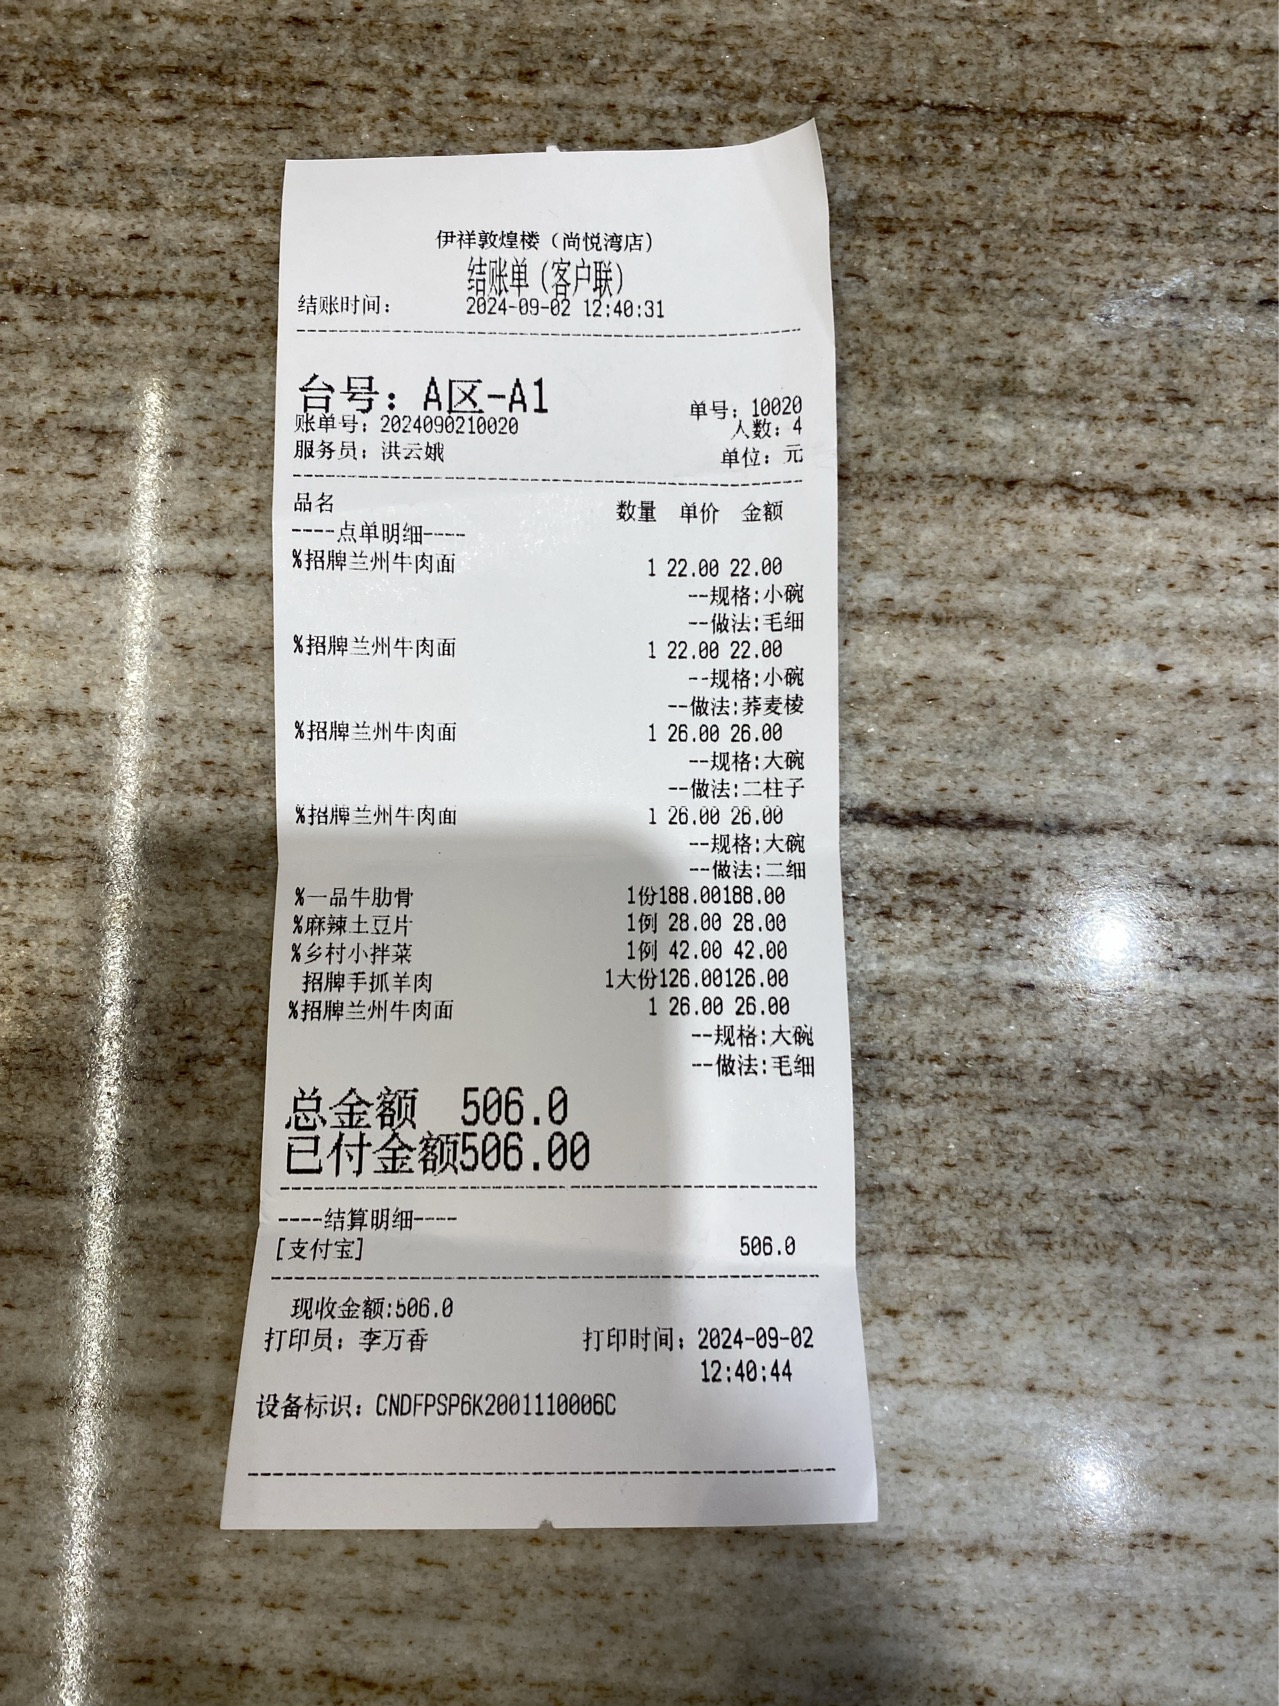 伊祥敦煌楼（尚悦湾店）
结账单（客户联）
结账时间： 2024-09-02 12:40:31
台号：A区-A1
单号：10020
账单号：2024090210020
人数：4
服务员：洪云娥
单位：元
品名 数量 单价 金额
----点单明细----
%招牌兰州牛肉面 1 22.00 22.00
--规格:小碗
--做法:毛细
%招牌兰州牛肉面 1 22.00 22.00
--规格:小碗
--做法:荞麦棱
%招牌兰州牛肉面 1 26.00 26.00
--规格:大碗
--做法:二柱子
%招牌兰州牛肉面 1 26.00 26.00
--规格:大碗
--做法:二细
%一品牛肋骨 1份188.00188.00
%麻辣土豆片 1例 28.00 28.00
%乡村小拌菜 1例 42.00 42.00
招牌手抓羊肉 1大份126.00126.00
%招牌兰州牛肉面 1 26.00 26.00
--规格:大碗
--做法:毛细
总金额 506.0
已付金额506.00
----结算明细----
[支付宝] 506.0
现收金额:506.0
打印员：李万香 打印时间：2024-09-02
12:40:44
设备标识：CNDFPSP6K2001110006C